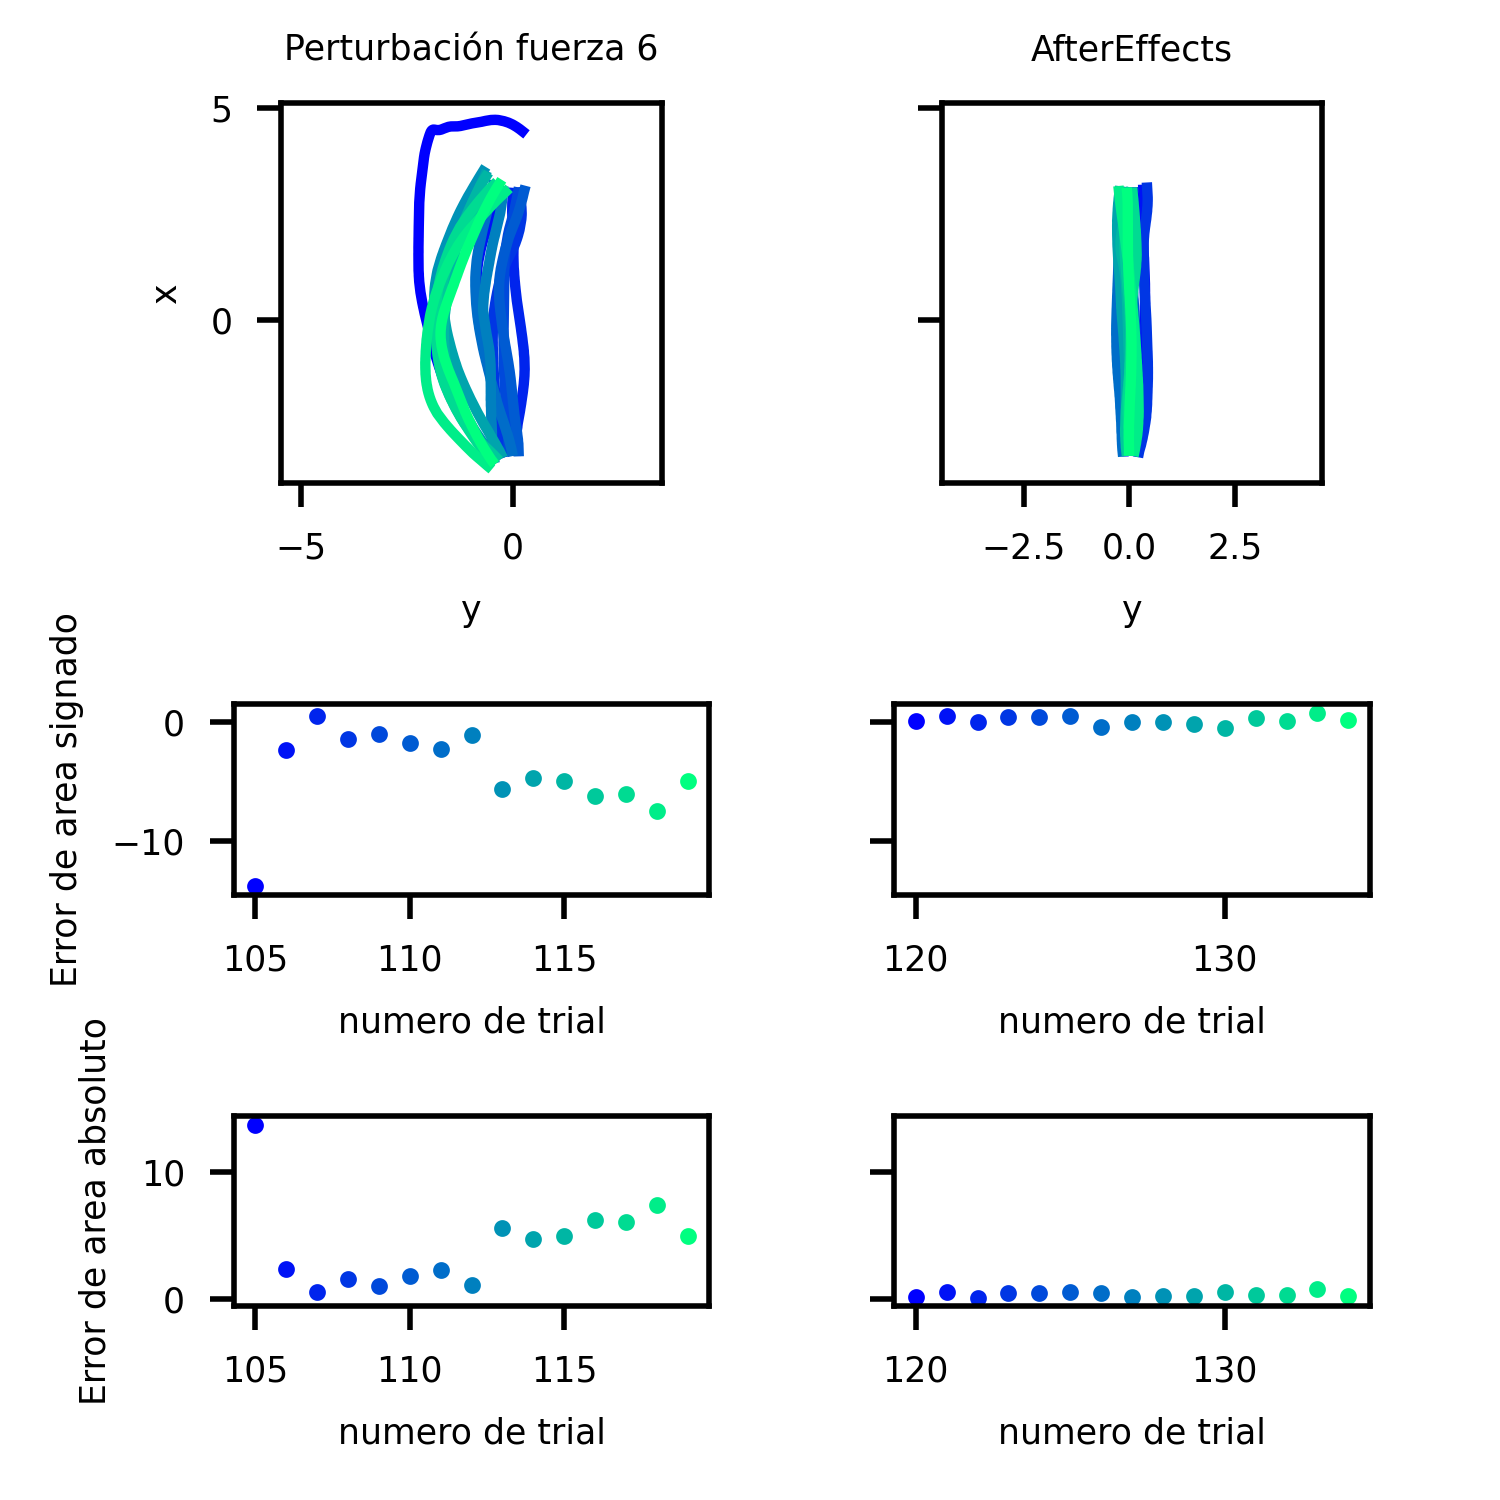 Perturbación fuerza 6
AfterEffects
5
0
x
−5
0
y
−2.5
0.0
2.5
y
Error de area signado
0
−10
105
110
115
numero de trial
120
130
numero de trial
Error de area absoluto
10
0
105
110
115
numero de trial
120
130
numero de trial